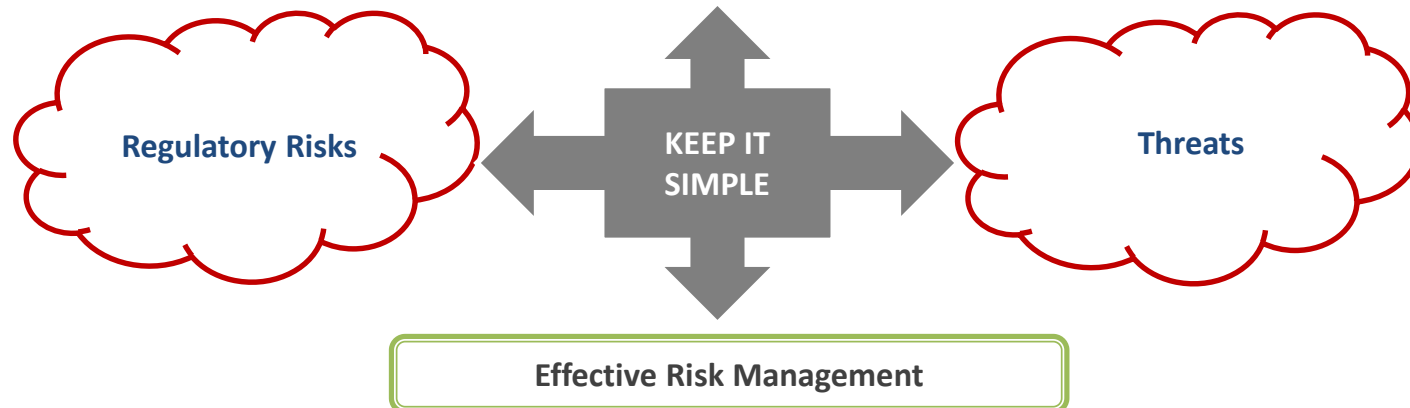 Regulatory Risks
KEEP IT
SIMPLE
Threats
Effective Risk Management